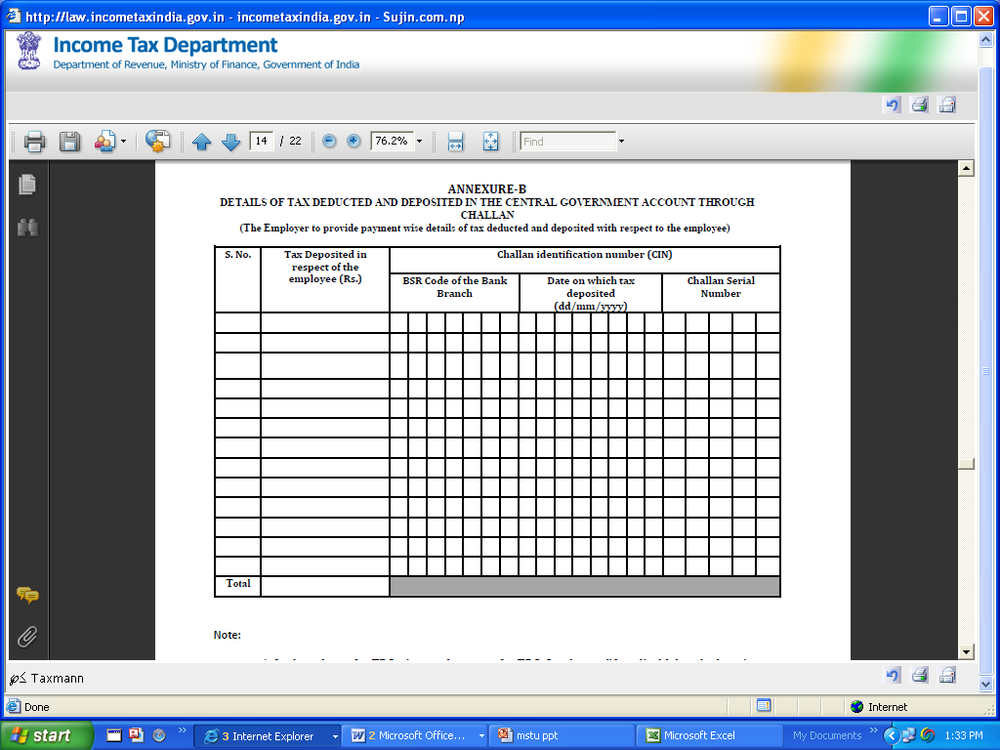 http://law.incometaxindia.gov.in - incometaxindia.gov.in - Sujin.com.np
Income Tax Department
Department of Revenue, Ministry of Finance, Government of India
14 / 22
76.2%
Find
ANNEXURE-B
DETAILS OF TAX DEDUCTED AND DEPOSITED IN THE CENTRAL GOVERNMENT ACCOUNT THROUGH
CHALLAN
(The Employer to provide payment wise details of tax deducted and deposited with respect to the employee)
S. No.
Tax Deposited in
respect of the
employee (Rs.)
Challan identification number (CIN)
BSR Code of the Bank
Branch
Date on which tax
deposited
(dd/mm/yyyy)
Challan Serial
Number
Total
Note:
Taxmann
Done
Internet
start
3 Internet Explorer
2 Microsoft Office...
mstu.ppt
Microsoft Excel
My Documents
1:33 PM